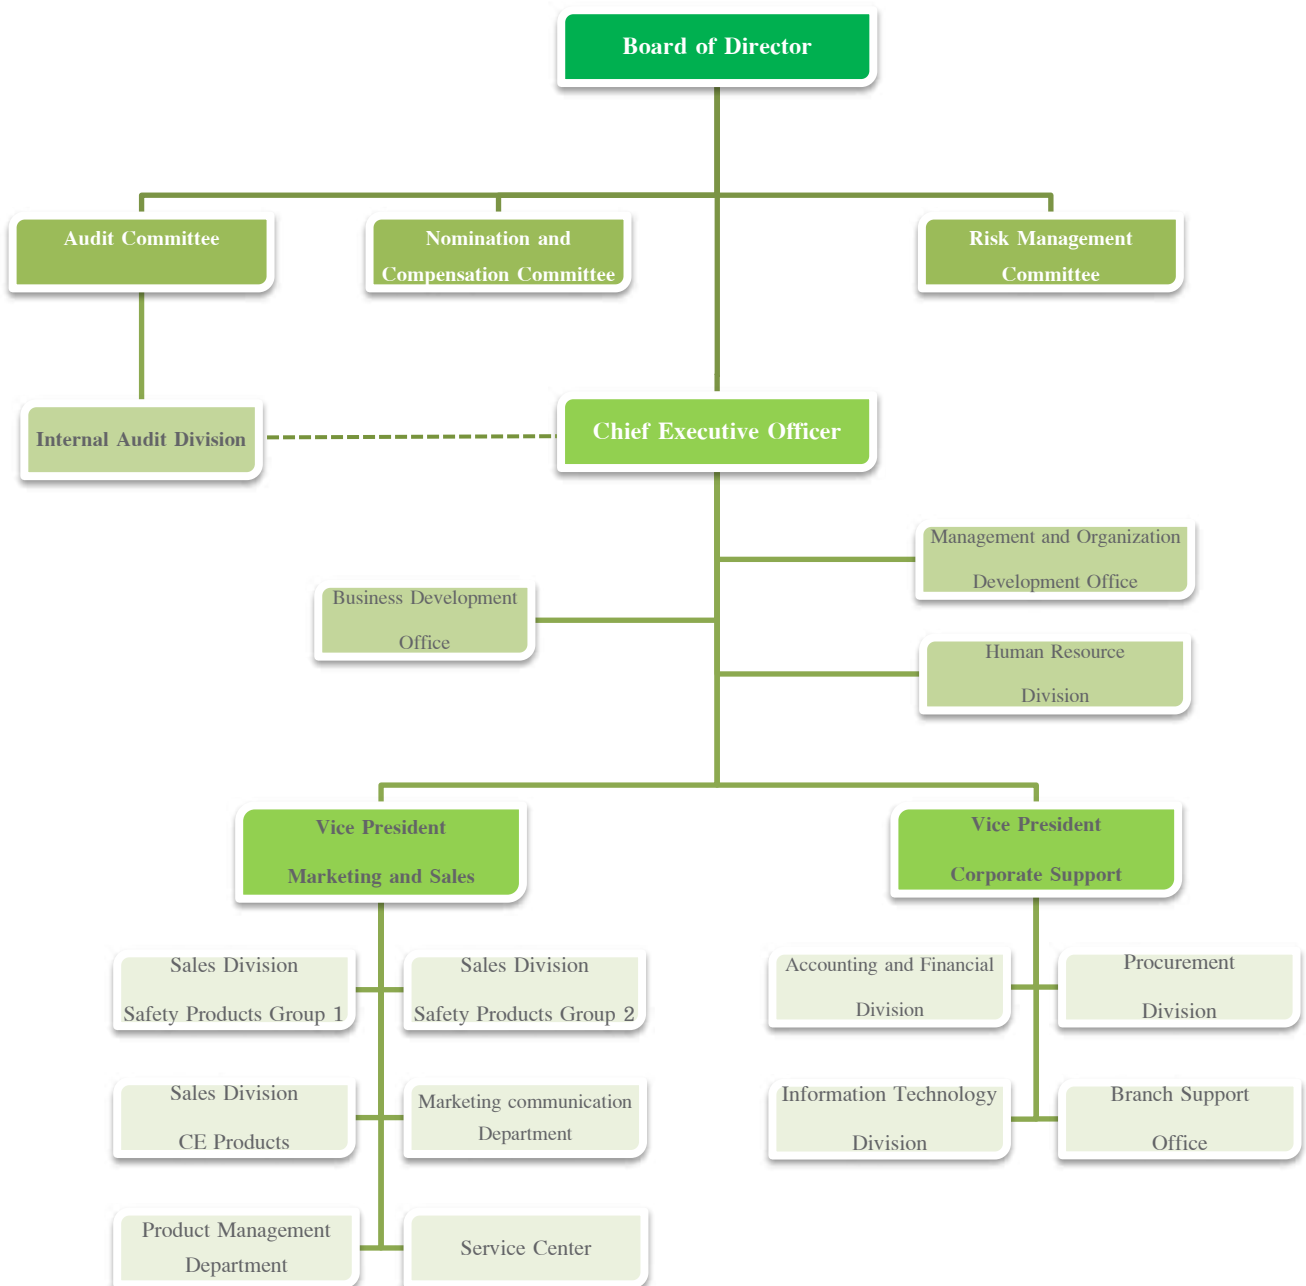 Board of Director
Audit Committee
Nomination and
Compensation Committee
Risk Management
Committee
Internal Audit Division
Chief Executive Officer
Management and Organization
Development Office
Business Development
Office
Human Resource
Division
Vice President
Marketing and Sales
Vice President
Corporate Support
Sales Division
Safety Products Group 1
Sales Division
Safety Products Group 2
Accounting and Financial
Division
Procurement
Division
Sales Division
CE Products
Marketing communication
Department
Information Technology
Division
Branch Support
Office
Product Management
Department
Service Center